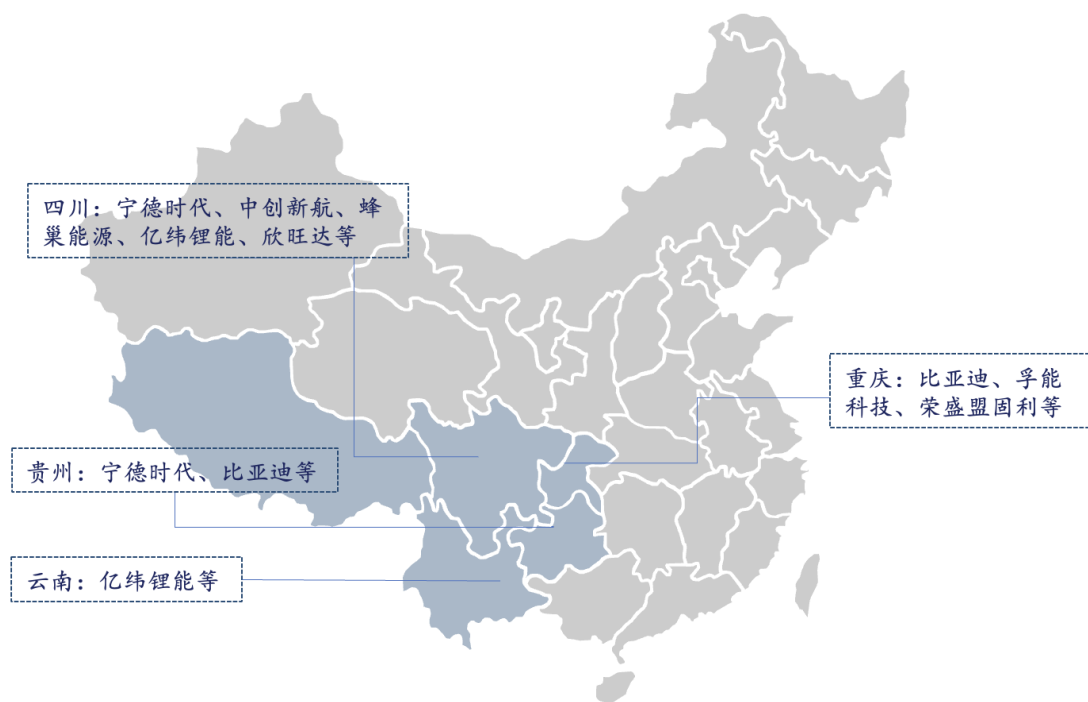 四川：宁德时代、中创新航、蜂
巢能源、亿纬锂能、欣旺达等
重庆：比亚迪、孚能
科技、荣盛盟固利等
贵州：宁德时代、比亚迪等
云南：亿纬锂能等